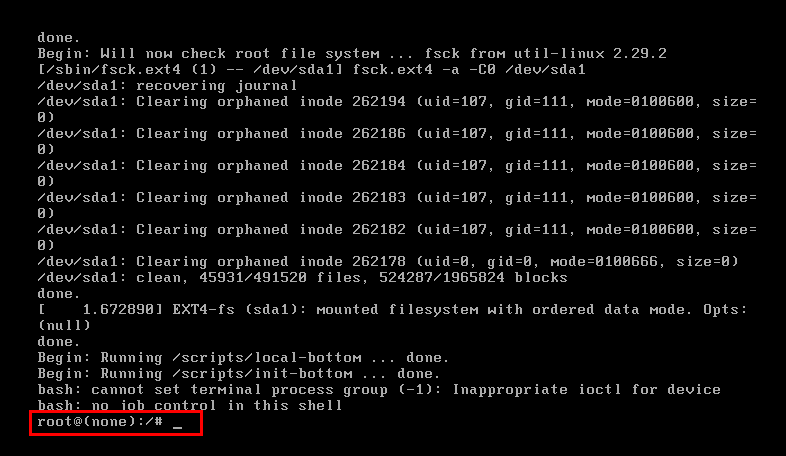 done.
Begin: Will now check root file system ... fsck from util-linux 2.29.2
[/sbin/fsck.ext4 (1) -- /dev/sda1] fsck.ext4 -a -C0 /dev/sda1
/dev/sda1: recovering journal
/dev/sda1: Clearing orphaned inode 262194 (uid=107, gid=111, mode=0100600, size=
0)
/dev/sda1: Clearing orphaned inode 262186 (uid=107, gid=111, mode=0100600, size=
0)
/dev/sda1: Clearing orphaned inode 262184 (uid=107, gid=111, mode=0100600, size=
0)
/dev/sda1: Clearing orphaned inode 262183 (uid=107, gid=111, mode=0100600, size=
0)
/dev/sda1: Clearing orphaned inode 262182 (uid=107, gid=111, mode=0100600, size=
0)
/dev/sda1: Clearing orphaned inode 262178 (uid=0, gid=0, mode=0100666, size=0)
/dev/sda1: clean, 45931/491520 files, 524287/1965824 blocks
done.
[    1.672890] EXT4-fs (sda1): mounted filesystem with ordered data mode. Opts:
(null)
done.
Begin: Running /scripts/local-bottom ... done.
Begin: Running /scripts/init-bottom ... done.
bash: cannot set terminal process group (-1): Inappropriate ioctl for device
bash: no job control in this shell
root@(none):/# _